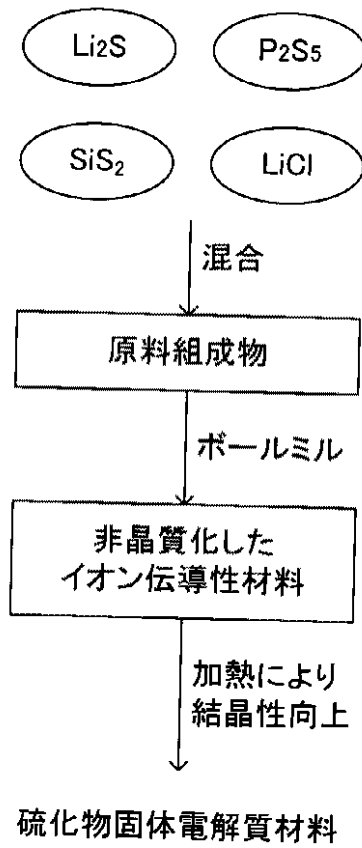 Li₂S
P₂S₅
SiS₂
LiCl
混合
原料組成物
ボールミル
非晶質化した
イオン伝導性材料
加熱により
結晶性向上
硫化物固体電解質材料